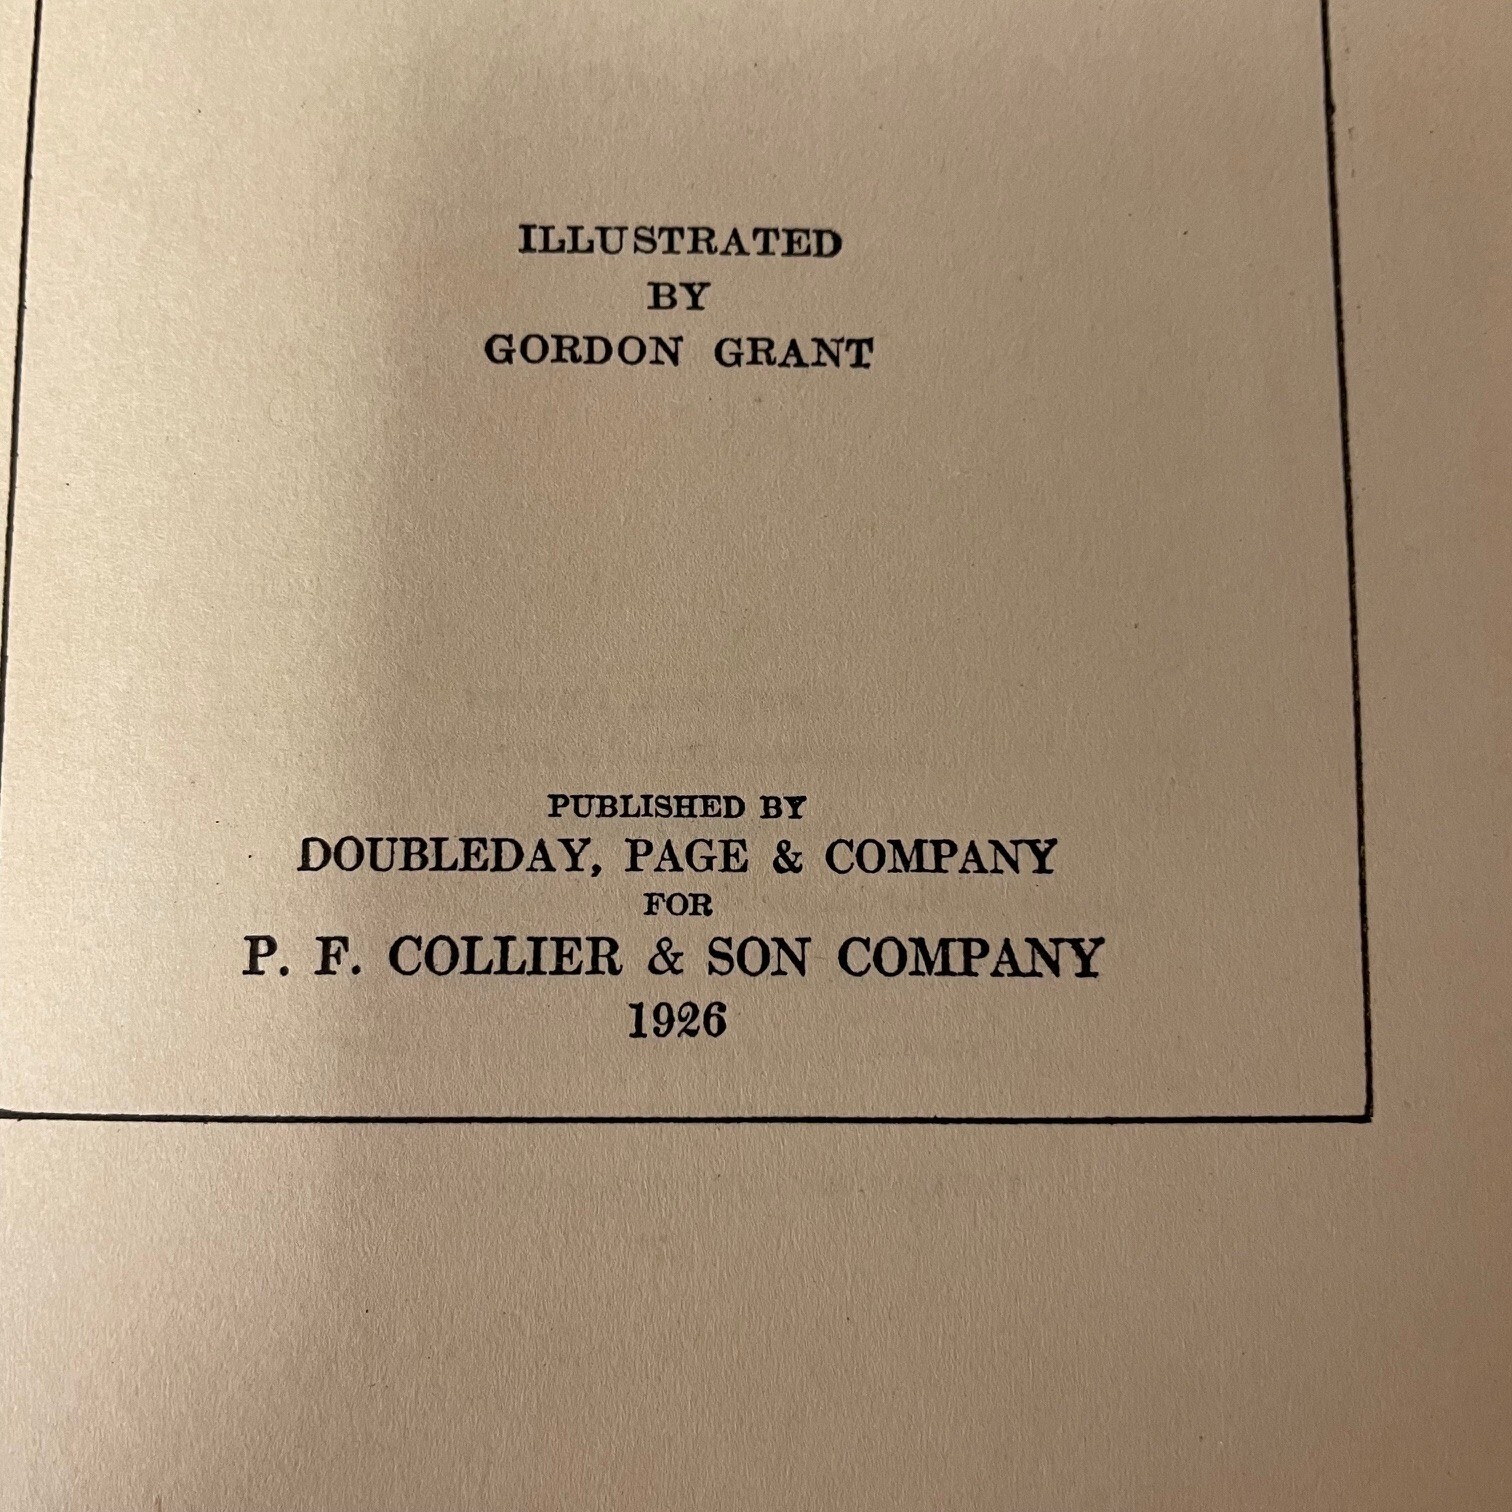 ILLUSTRATED
BY
GORDON GRANT
PUBLISHED BY
DOUBLEDAY, PAGE & COMPANY
FOR
P. F. COLLIER & SON COMPANY
1926